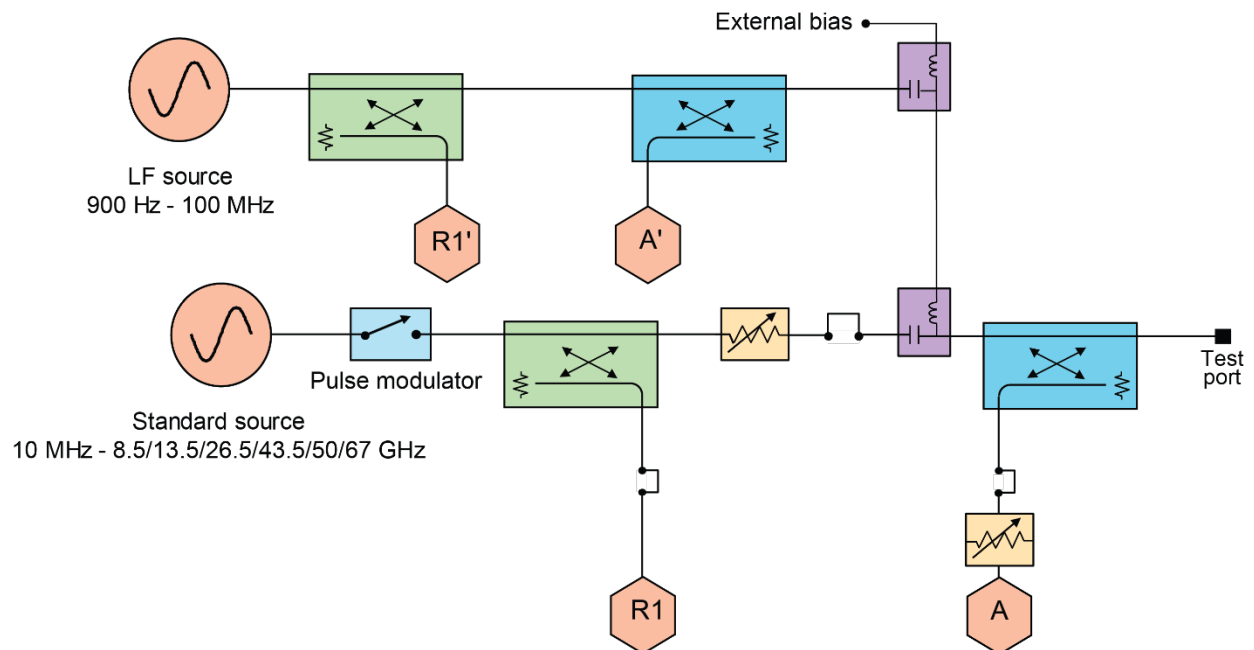 External bias
LF source
900 Hz - 100 MHz
R1'
A'
Pulse modulator
Test
port
Standard source
10 MHz - 8.5/13.5/26.5/43.5/50/67 GHz
R1
A